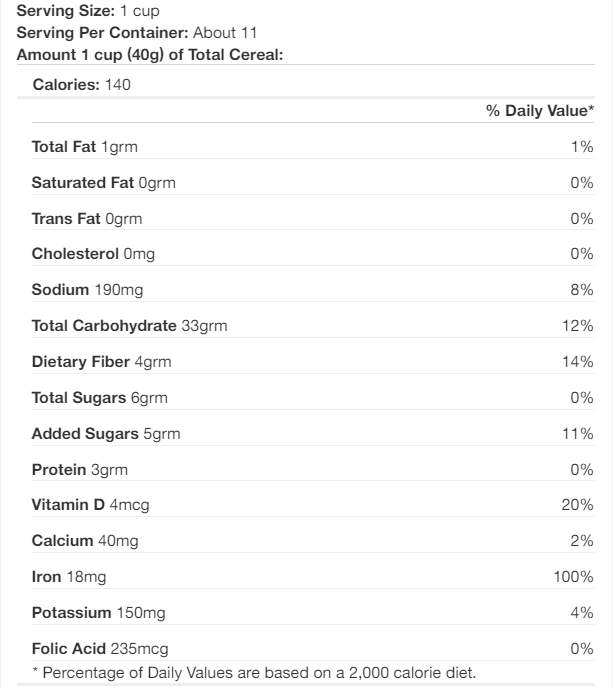 Serving Size: 1 cup
Serving Per Container: About 11
Amount 1 cup (40g) of Total Cereal:
Calories: 140
% Daily Value*
Total Fat 1grm 1%
Saturated Fat 0grm 0%
Trans Fat 0grm 0%
Cholesterol 0mg 0%
Sodium 190mg 8%
Total Carbohydrate 33grm 12%
Dietary Fiber 4grm 14%
Total Sugars 6grm 0%
Added Sugars 5grm 11%
Protein 3grm 0%
Vitamin D 4mcg 20%
Calcium 40mg 2%
Iron 18mg 100%
Potassium 150mg 4%
Folic Acid 235mcg 0%
* Percentage of Daily Values are based on a 2,000 calorie diet.